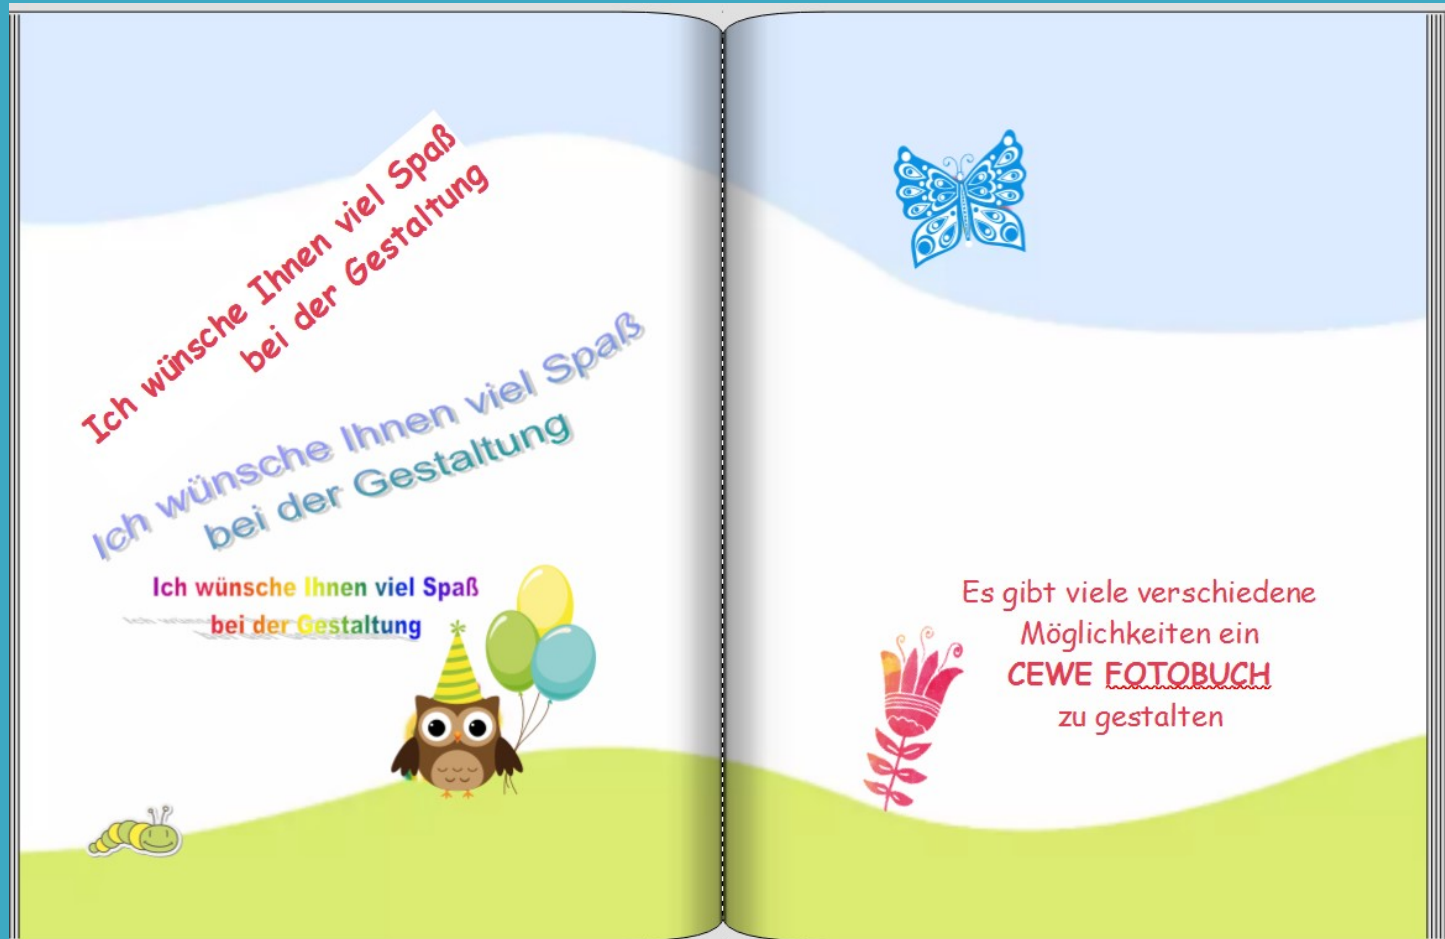 Ich wünsche Ihnen viel Spaß
bei der Gestaltung
Ich wünsche Ihnen viel Spaß
bei der Gestaltung
Ich wünsche Ihnen viel Spaß
bei der Gestaltung
Es gibt viele verschiedene
Möglichkeiten ein
CEWE FOTOBUCH
zu gestalten